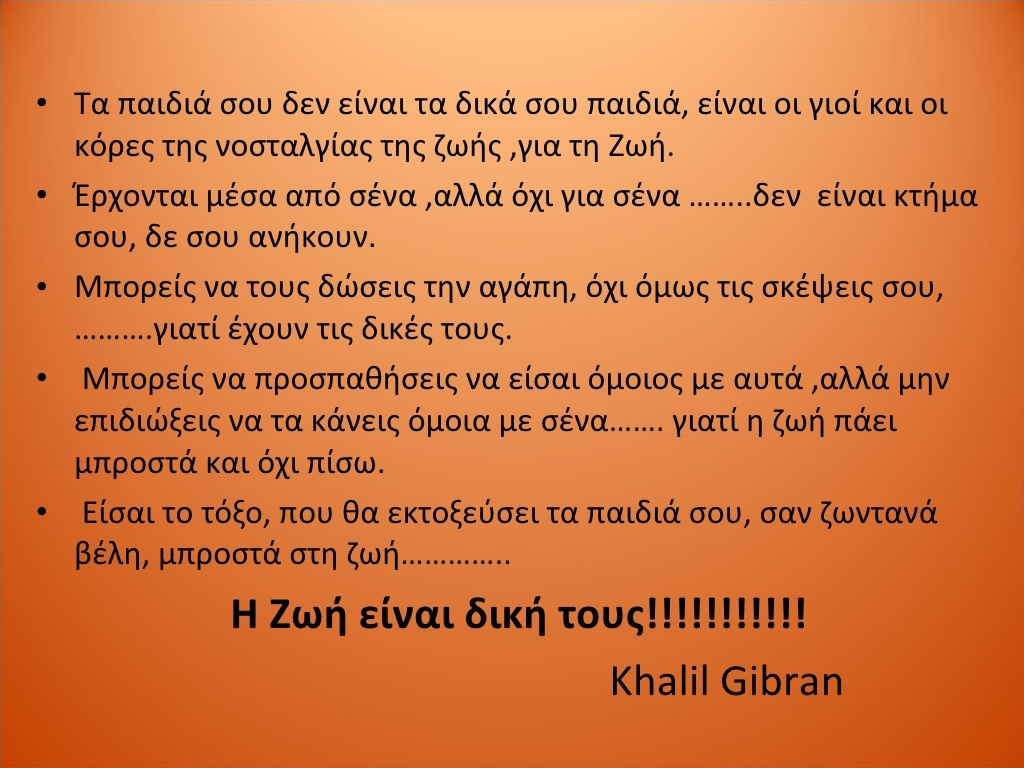 • Τα παιδιά σου δεν είναι τα δικά σου παιδιά, είναι οι γιοί και οι
κόρες της νοσταλγίας της ζωής ,για τη Ζωή.
• Έρχονται μέσα από σένα ,αλλά όχι για σένα ……..δεν  είναι κτήμα
σου, δε σου ανήκουν.
• Μπορείς να τους δώσεις την αγάπη, όχι όμως τις σκέψεις σου,
……….γιατί έχουν τις δικές τους.
• Μπορείς να προσπαθήσεις να είσαι όμοιος με αυτά ,αλλά μην
επιδιώξεις να τα κάνεις όμοια με σένα……. γιατί η ζωή πάει
μπροστά και όχι πίσω.
• Είσαι το τόξο, που θα εκτοξεύσει τα παιδιά σου, σαν ζωντανά
βέλη, μπροστά στη ζωή…………..
Η Ζωή είναι δική τους!!!!!!!!!!!
Khalil Gibran